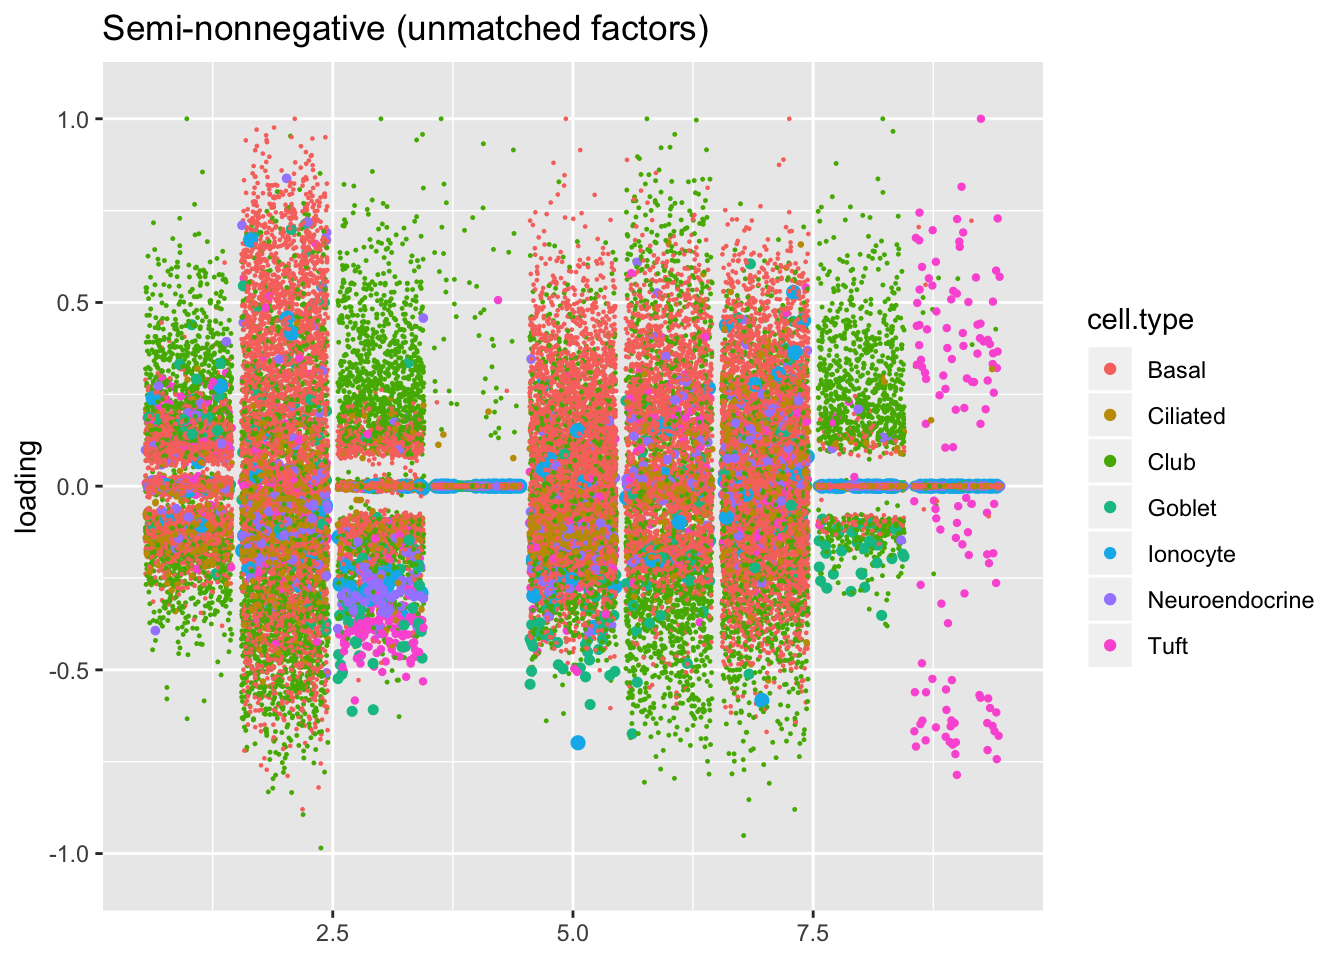 Semi-nonnegative (unmatched factors)
loading
1.0
0.5
0.0
-0.5
-1.0
2.5
5.0
7.5
cell.type
Basal
Ciliated
Club
Goblet
Ionocyte
Neuroendocrine
Tuft